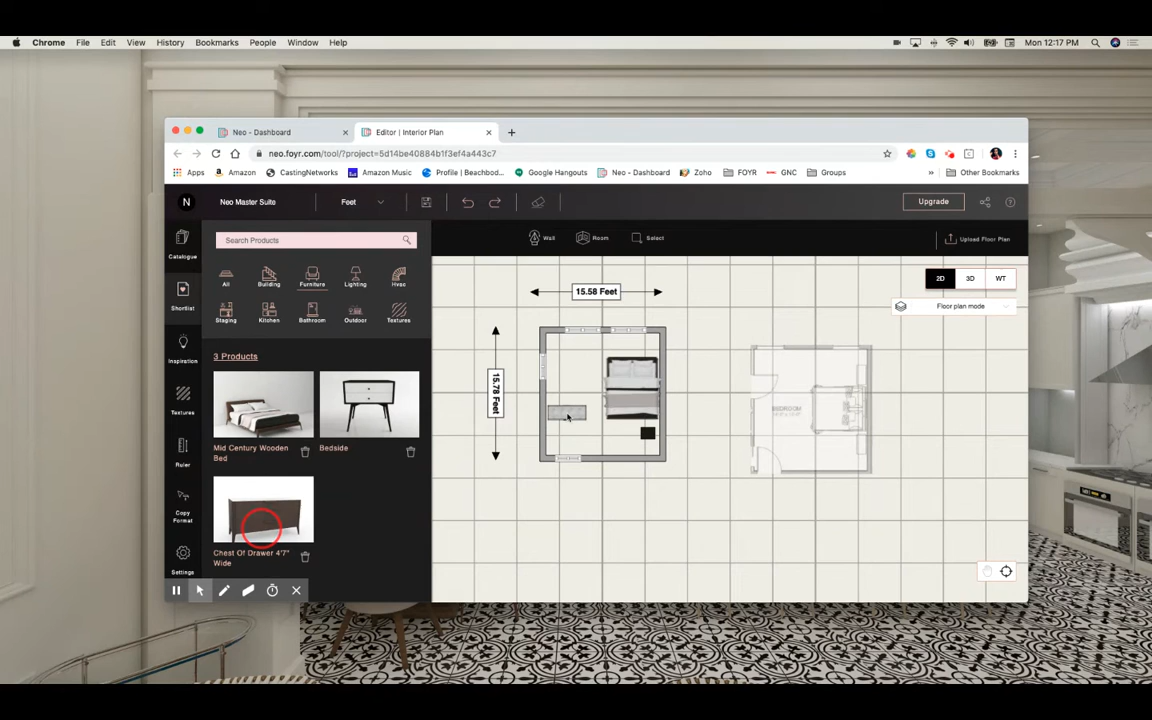 Chrome File Edit View History Bookmarks People Window Help Mon 12:17 PM
Neo - Dashboard Editor | Interior Plan
neo.foyr.com/tool/?project=5d14be40884b1f3ef4a443c7
Apps Amazon CastingNetworks Amazon Music Profile | Beachbod... Google Hangouts Neo - Dashboard Zoho FOYR GNC Groups » Other Bookmarks
N Neo Master Suite Feet Upgrade
Wall Room Select Upload Floor Plan
Catalogue
Shortlist
Inspiration
Textures
Ruler
Copy
Format
Settings
Search Products
All Building Furniture Lighting Hvac
Staging Kitchen Bathroom Outdoor Textures
3 Products
Mid Century Wooden
Bed
Bedside
Chest Of Drawer 4'7"
Wide
2D 3D WT
Floor plan mode
15.58 Feet
15.78 Feet
BEDROOM